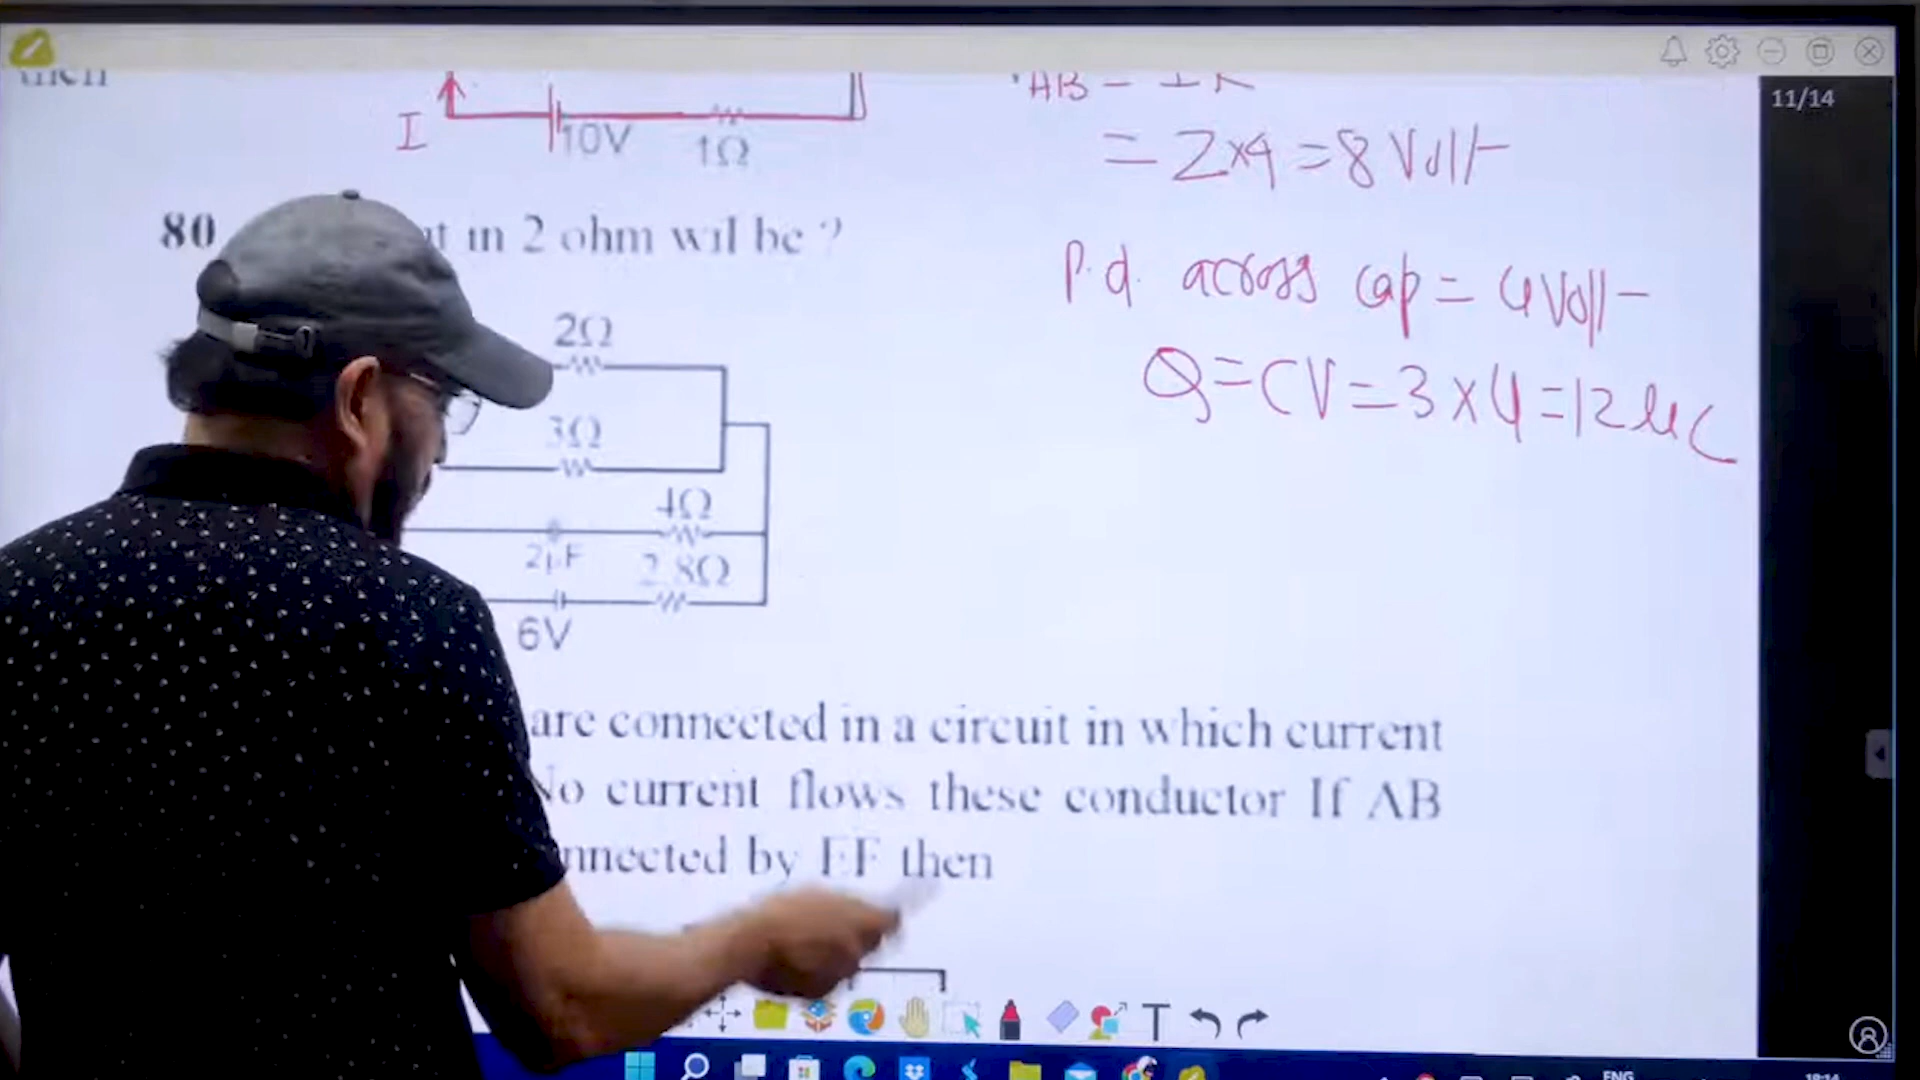 11/14
I
10V
1Ω
= 2×4 = 8 Volt
80
in 2 ohm wil be ?
P.d. across cap = 4Volt
2Ω
Q = CV = 3 × 4 = 12 μC
3Ω
4Ω
2μF
2.8Ω
6V
are connected in a circuit in which current
No current flows these conductor If AB
nnected by EF then
T
ENG